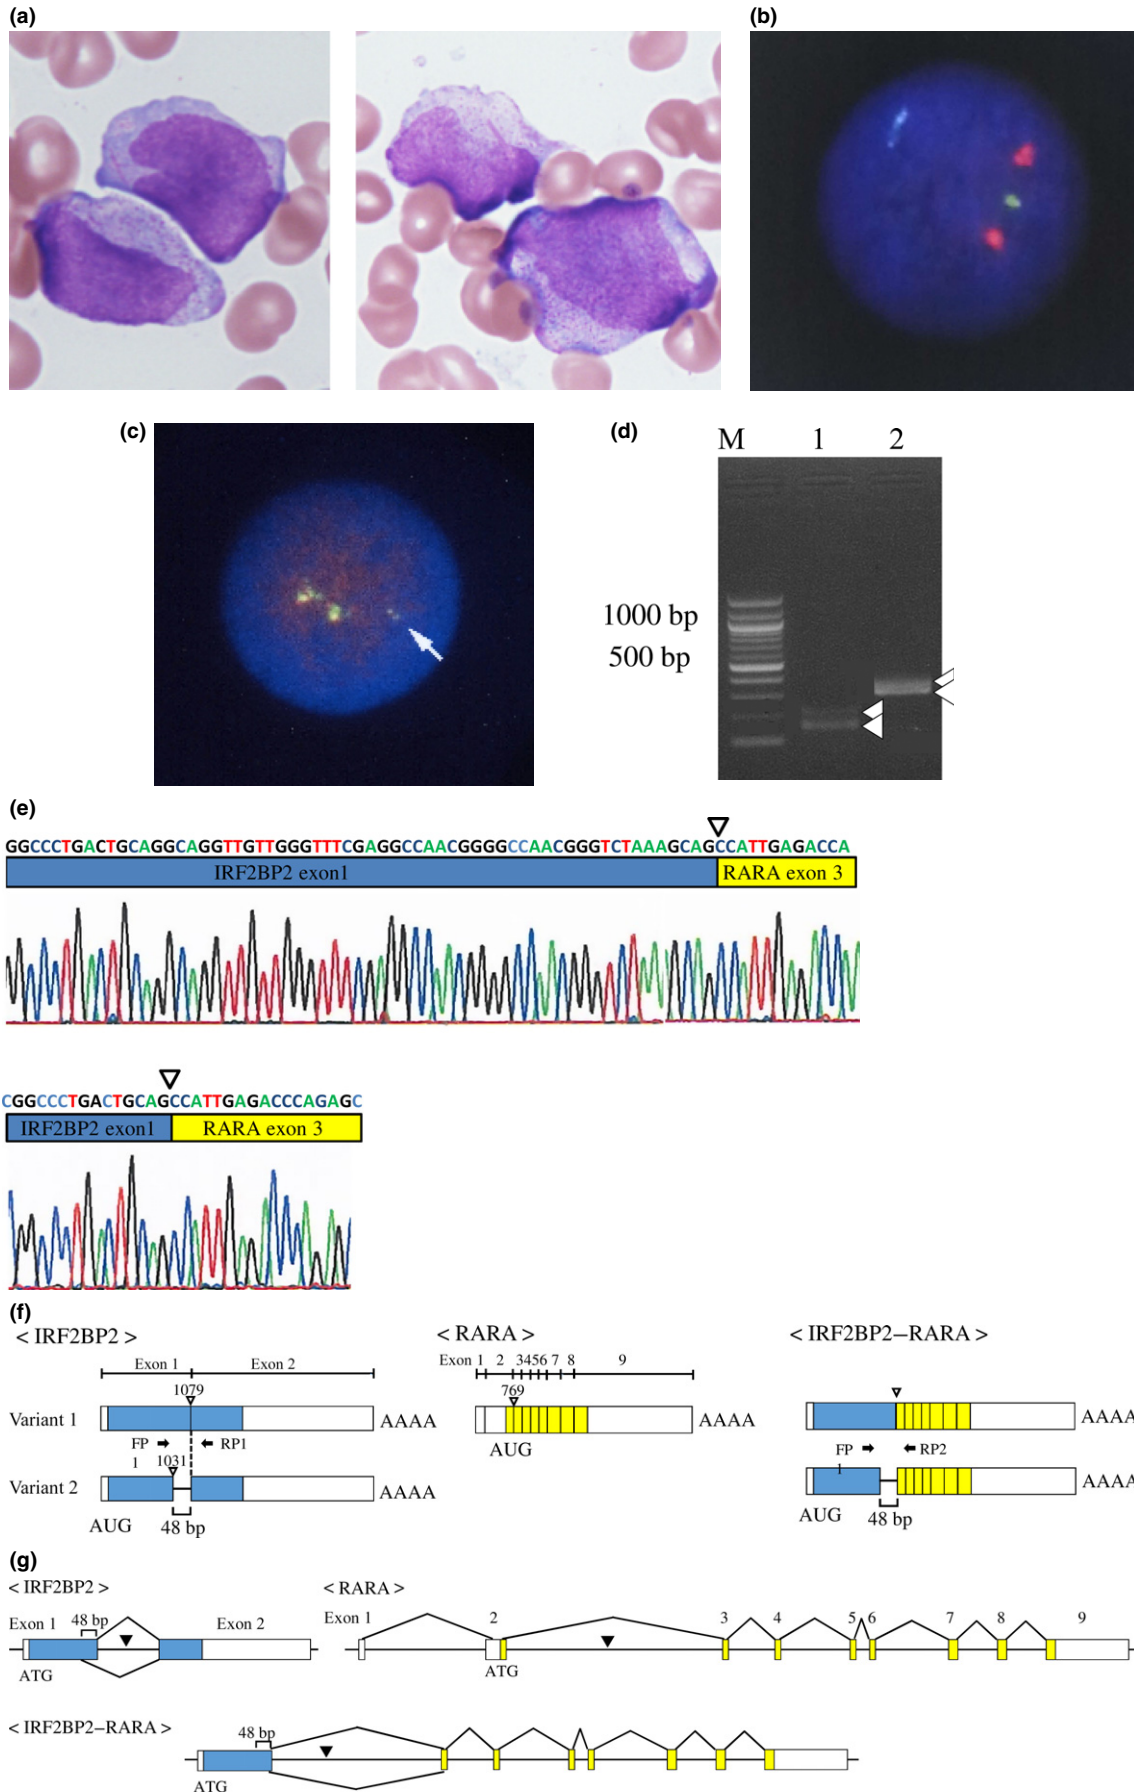 (a)
(b)
(c)
(d)
M 1 2
1000 bp
500 bp
(e)
GGCCCTGACTGCAGGCAGGTTGTTGGGTTTCGAGGCCAACGGGGCCAACGGGTCTAAAGCAGCCATTGAGACCA
IRF2BP2 exon1 RARA exon 3
CGGCCCTGACTGCAGCCATTGAGACCCAGAGC
IRF2BP2 exon1 RARA exon 3
(f)
< IRF2BP2 > < RARA > < IRF2BP2–RARA >
Exon 1 Exon 2 Exon 1 2 3456 7 8 9
1079 769
Variant 1 AAAA AAAA AAAA
AUG
FP 1 RP1 FP 1 RP2
1031
Variant 2 AAAA AAAA
AUG 48 bp AUG 48 bp
(g)
< IRF2BP2 > < RARA >
Exon 1 48 bp Exon 2 Exon 1 2 3 4 5 6 7 8 9
ATG ATG
< IRF2BP2–RARA >
48 bp
ATG